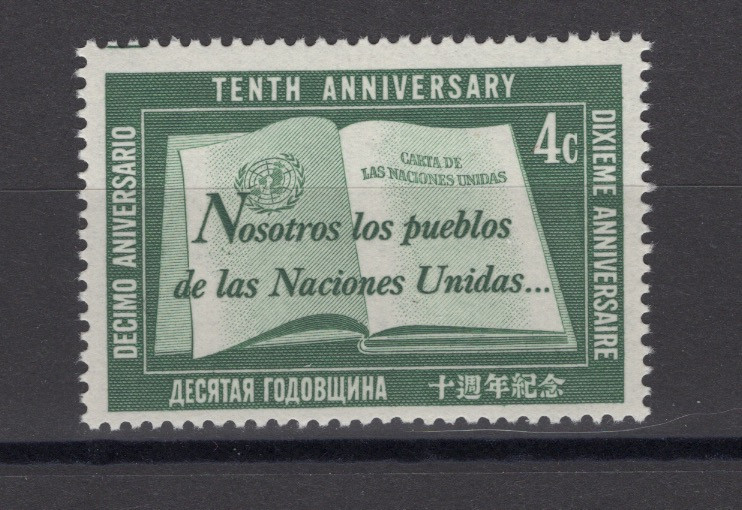 TENTH ANNIVERSARY
DECIMO ANIVERSARIO
4c
CARTA DE
LAS NACIONES UNIDAS
Nosotros los pueblos
de las Naciones Unidas...
DIXIEME ANNIVERSAIRE
ДЕСЯТАЯ ГОДОВЩИНА 十週年紀念